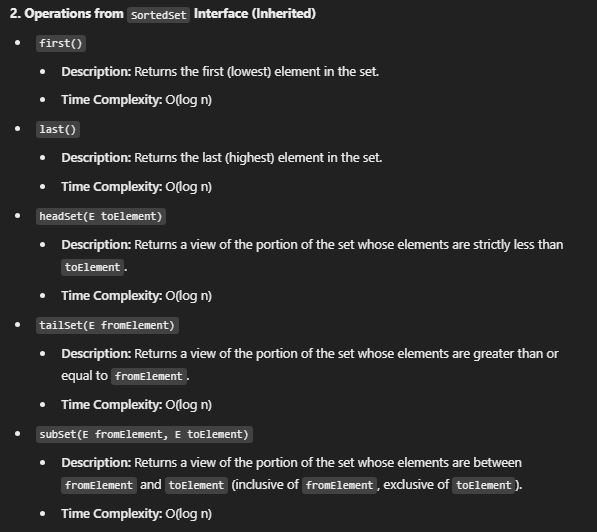 2. Operations from SortedSet Interface (Inherited)
• first()
• Description: Returns the first (lowest) element in the set.
• Time Complexity: O(log n)
• last()
• Description: Returns the last (highest) element in the set.
• Time Complexity: O(log n)
• headSet(E toElement)
• Description: Returns a view of the portion of the set whose elements are strictly less than
toElement.
• Time Complexity: O(log n)
• tailSet(E fromElement)
• Description: Returns a view of the portion of the set whose elements are greater than or
equal to fromElement.
• Time Complexity: O(log n)
• subSet(E fromElement, E toElement)
• Description: Returns a view of the portion of the set whose elements are between
fromElement and toElement (inclusive of fromElement, exclusive of toElement).
• Time Complexity: O(log n)